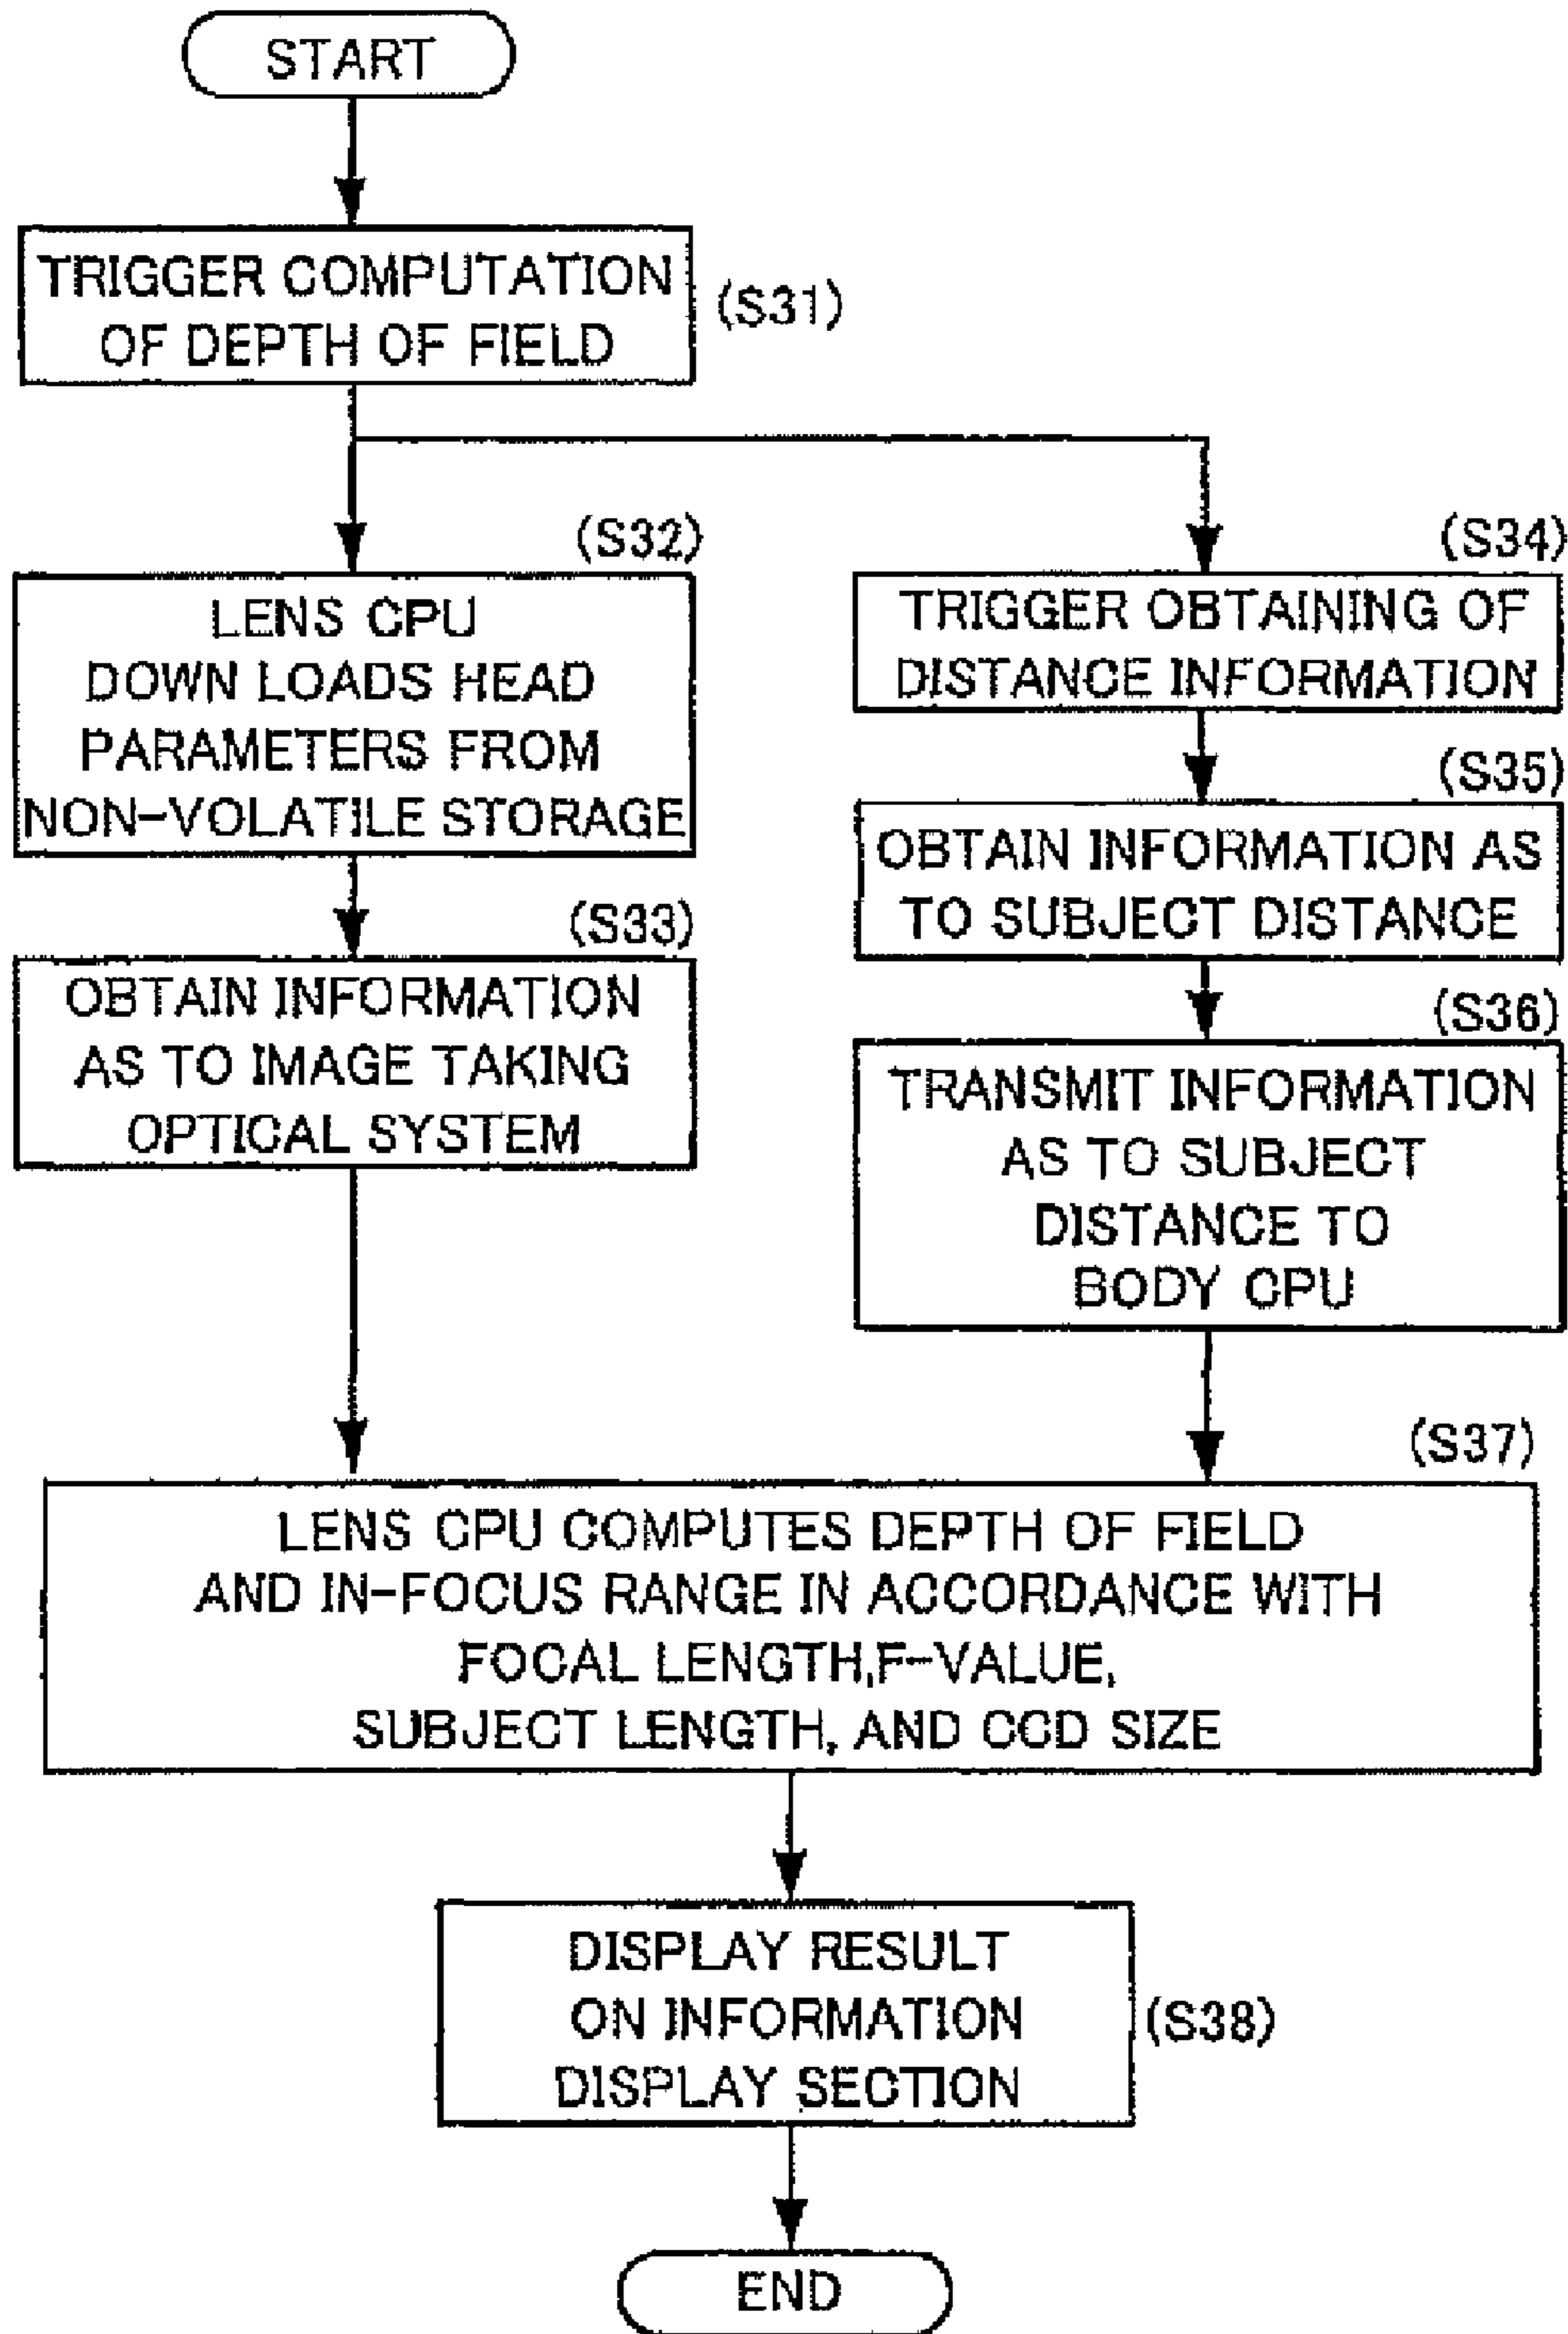 START
TRIGGER COMPUTATION
OF DEPTH OF FIELD
(S31)
(S32)
LENS CPU
DOWN LOADS HEAD
PARAMETERS FROM
NON-VOLATILE STORAGE
(S33)
OBTAIN INFORMATION
AS TO IMAGE TAKING
OPTICAL SYSTEM
(S34)
TRIGGER OBTAINING OF
DISTANCE INFORMATION
(S35)
OBTAIN INFORMATION AS
TO SUBJECT DISTANCE
(S36)
TRANSMIT INFORMATION
AS TO SUBJECT
DISTANCE TO
BODY CPU
(S37)
LENS CPU COMPUTES DEPTH OF FIELD
AND IN-FOCUS RANGE IN ACCORDANCE WITH
FOCAL LENGTH,F-VALUE,
SUBJECT LENGTH, AND CCD SIZE
DISPLAY RESULT
ON INFORMATION
DISPLAY SECTION
(S38)
END